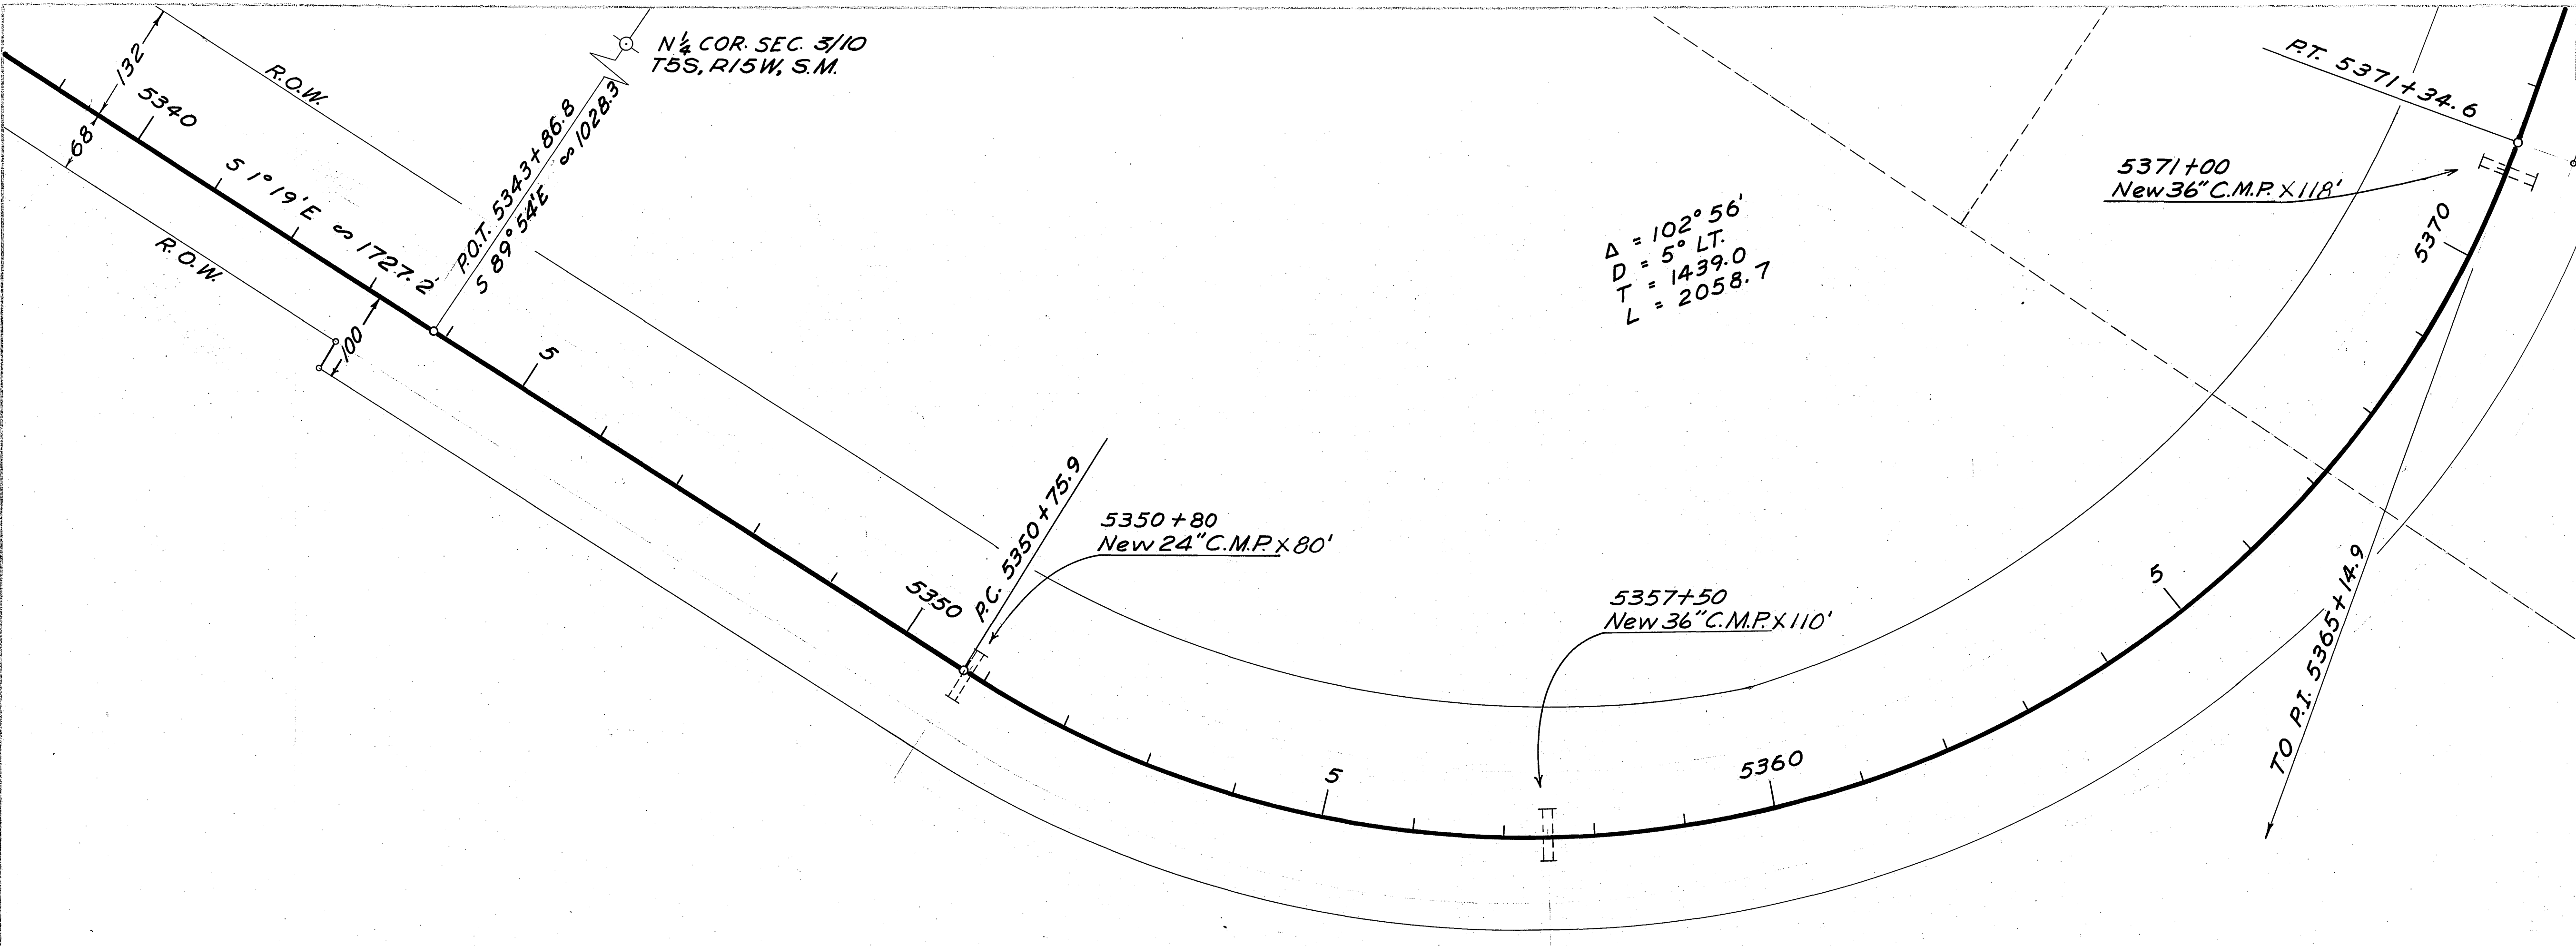 132
68
5340
R.O.W.
N ¼ COR. SEC. 3/10
T5S, R15W, S.M.
S 1° 19' E ∽ 1727.2'
R.O.W.
P.O.T. 5343+86.8
S 89° 54' E ∽ 1028.3
100
5
5350
P.C. 5350+75.9
5350+80
New 24" C.M.P. X 80'
5
5357+50
New 36" C.M.P. X 110'
5360
Δ = 102° 56'
D = 5° LT.
T = 1439.0
L = 2058.7
5
TO P.I. 5365+14.9
5370
5371+00
New 36" C.M.P. X 118'
P.T. 5371+34.6